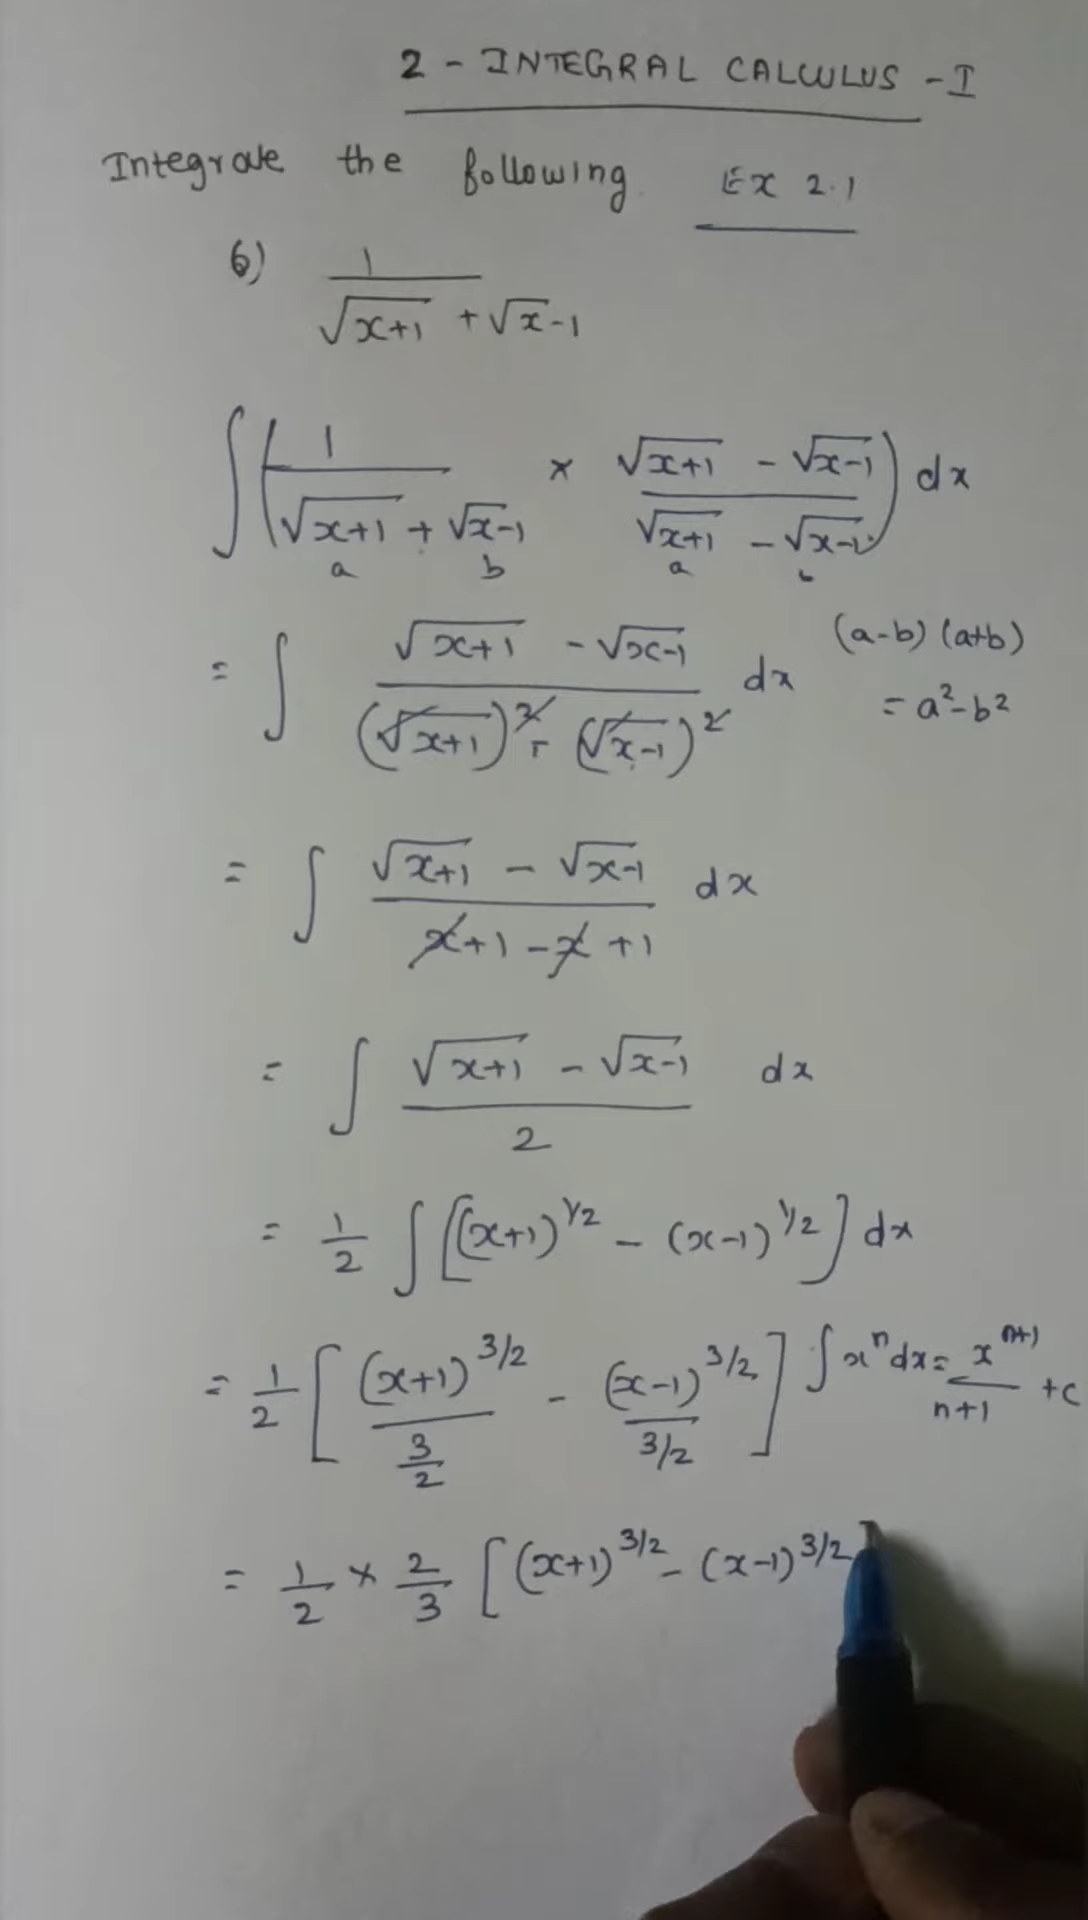 2 - INTEGRAL CALCULUS - I
Integrate the following Ex 2.1
6) 1 / (√(x+1) + √x-1)
∫ (1 / (√(x+1) + √x-1) × (√(x+1) - √(x-1)) / (√(x+1) - √(x-1))) dx
a b a b
= ∫ (√(x+1) - √(x-1)) / ((√(x+1))² - (√(x-1))²) dx (a-b) (a+b)
= a²-b²
= ∫ (√(x+1) - √(x-1)) / (x+1-x+1) dx
= ∫ (√(x+1) - √(x-1)) / 2 dx
= 1/2 ∫ [(x+1)^1/2 - (x-1)^1/2] dx
= 1/2 [(x+1)^3/2 / (3/2) - (x-1)^3/2 / (3/2)] ∫xⁿdx = x^(n+1) / (n+1) + c
= 1/2 × 2/3 [(x+1)^3/2 - (x-1)^3/2